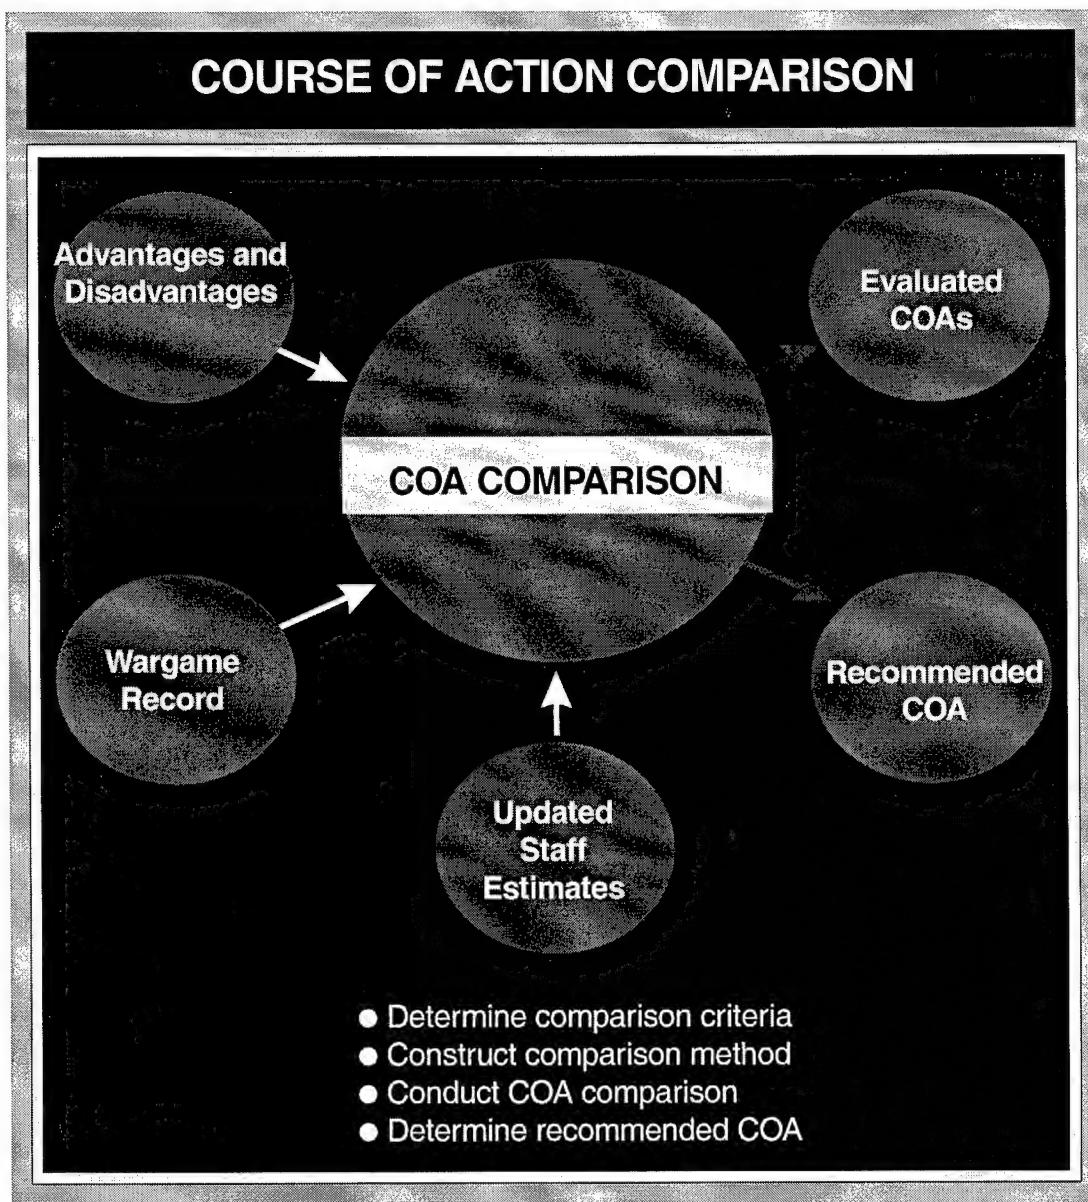 COURSE OF ACTION COMPARISON
Advantages and
Disadvantages
Evaluated
COAs
COA COMPARISON
Wargame
Record
Recommended
COA
Updated
Staff
Estimates
● Determine comparison criteria
● Construct comparison method
● Conduct COA comparison
● Determine recommended COA